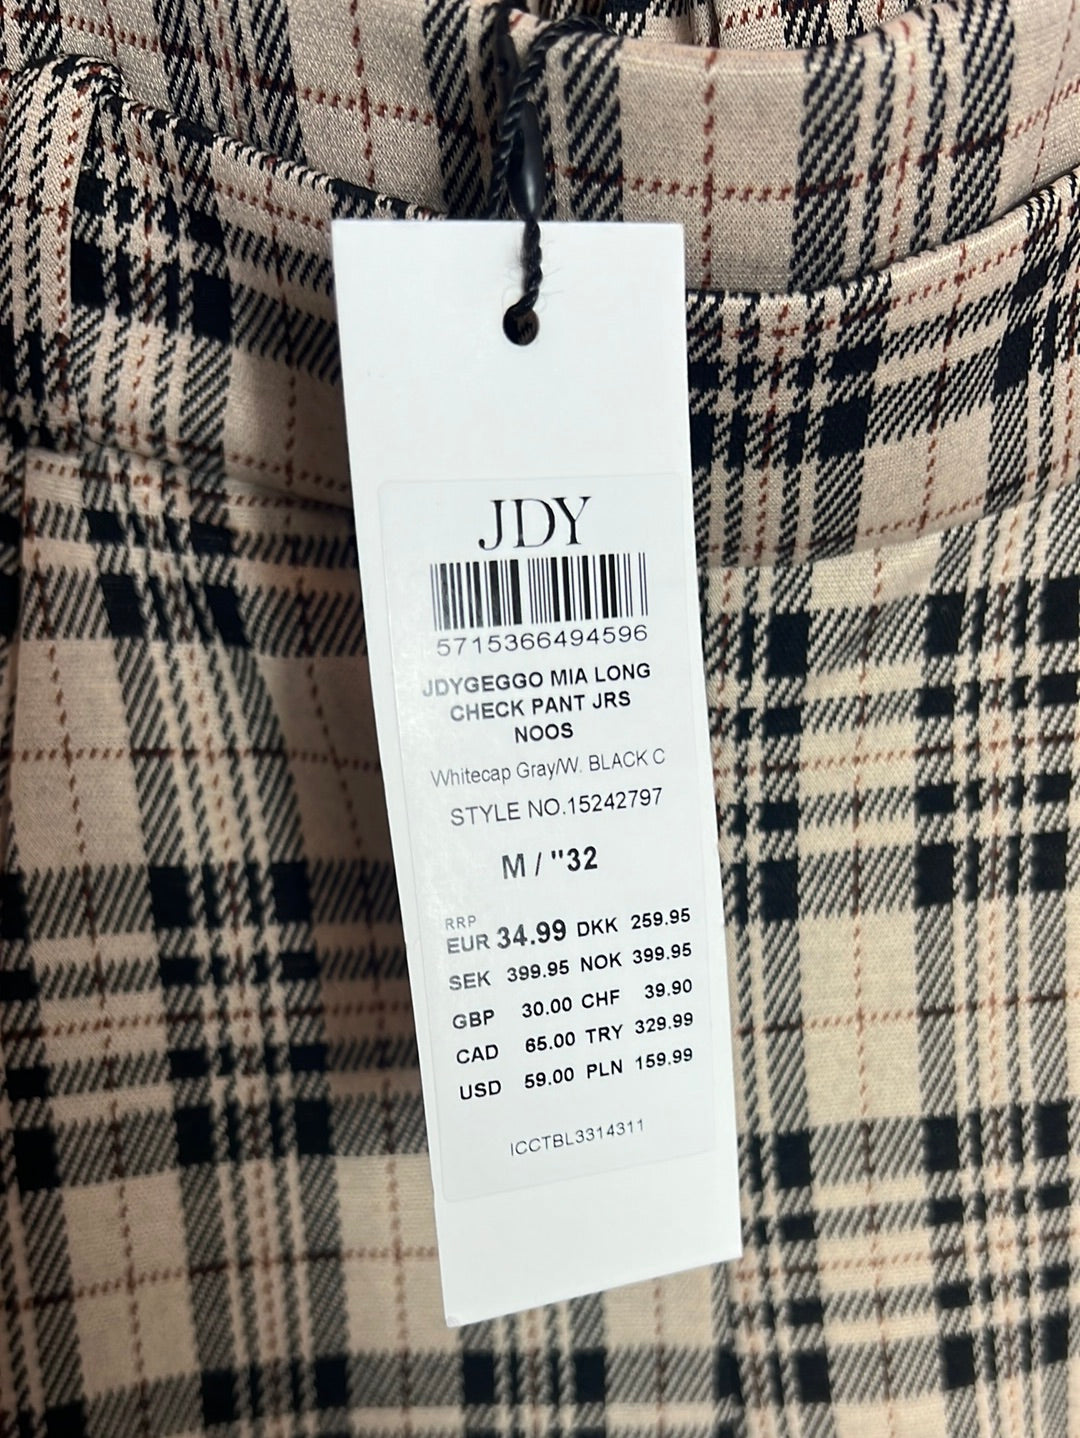 JDY
5715366494596
JDYGEGGO MIA LONG
CHECK PANT JRS
NOOS
Whitecap Gray/W. BLACK C
STYLE NO.15242797
M / "32
RRP
EUR 34.99 DKK 259.95
SEK 399.95 NOK 399.95
GBP 30.00 CHF 39.90
CAD 65.00 TRY 329.99
USD 59.00 PLN 159.99
ICCTBL3314311